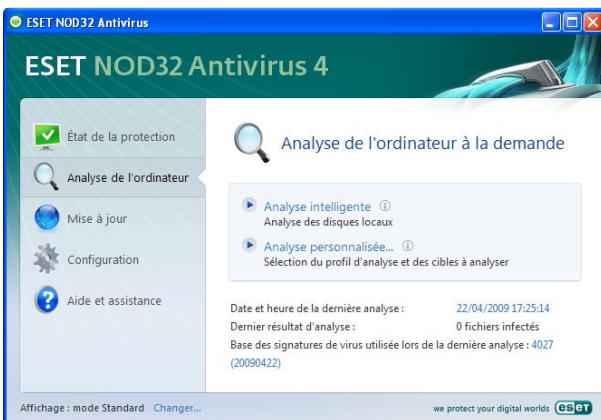 ESET NOD32 Antivirus
ESET NOD32 Antivirus 4
État de la protection
Analyse de l'ordinateur
Mise à jour
Configuration
Aide et assistance
Analyse de l'ordinateur à la demande
Analyse intelligente
Analyse des disques locaux
Analyse personnalisée...
Sélection du profil d'analyse et des cibles à analyser
Date et heure de la dernière analyse : 22/04/2009 17:25:14
Dernier résultat d'analyse : 0 fichiers infectés
Base des signatures de virus utilisée lors de la dernière analyse : 4027
(20090422)
Affichage : mode Standard Changer...
we protect your digital worlds eset